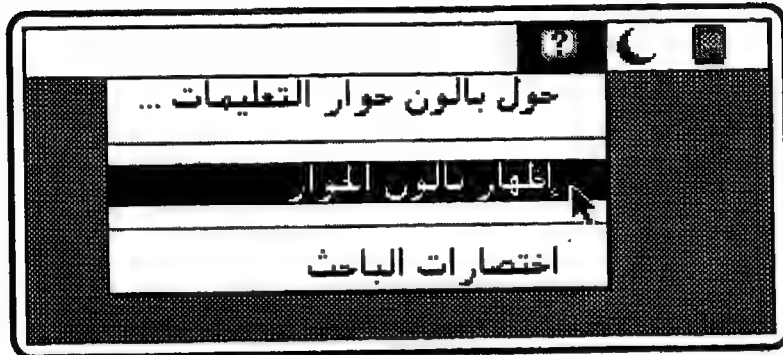 حول بالون حوار التعليمات ...
إظهار بالون الحوار
اختصارات الباحث